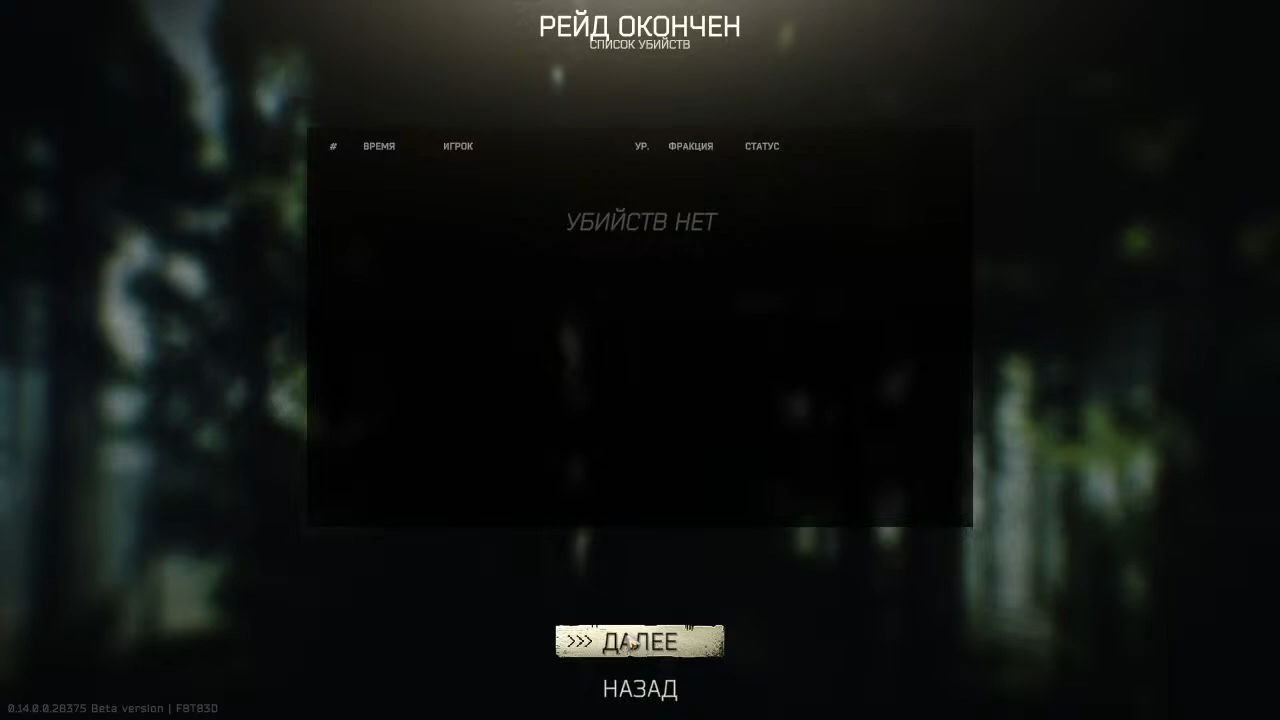 РЕЙД ОКОНЧЕН
СПИСОК УБИЙСТВ
# ВРЕМЯ ИГРОК УР. ФРАКЦИЯ СТАТУС
УБИЙСТВ НЕТ
>>> ДАЛЕЕ
НАЗАД
0.14.0.0.28375 Beta version | F9T93D